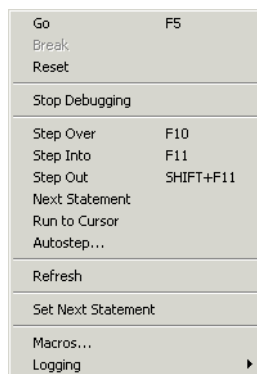 Go F5
Break
Reset
Stop Debugging
Step Over F10
Step Into F11
Step Out SHIFT+F11
Next Statement
Run to Cursor
Autostep...
Refresh
Set Next Statement
Macros...
Logging